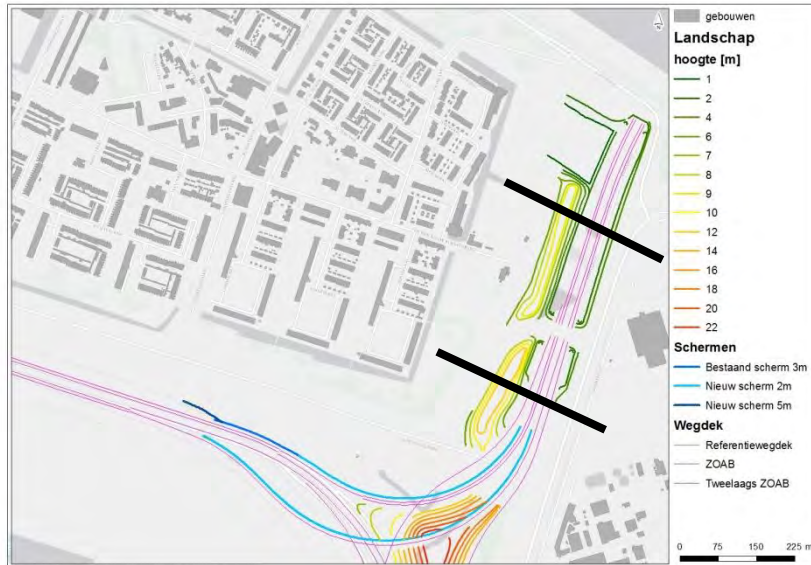 gebouwen
Landschap
hoogte [m]
1
2
4
6
7
8
9
10
12
14
16
18
20
22
Schermen
Bestaand scherm 3m
Nieuw scherm 2m
Nieuw scherm 5m
Wegdek
Referentiewegdek
ZOAB
Tweelaags ZOAB
0 75 150 225 m